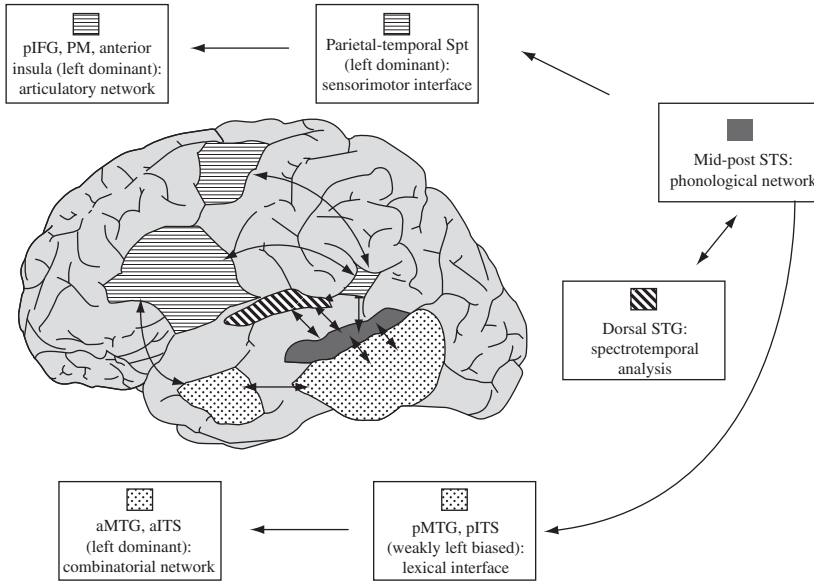 pIFG, PM, anterior
insula (left dominant):
articulatory network
Parietal-temporal Spt
(left dominant):
sensorimotor interface
Mid-post STS:
phonological network
Dorsal STG:
spectrotemporal
analysis
aMTG, aITS
(left dominant):
combinatorial network
pMTG, pITS
(weakly left biased):
lexical interface